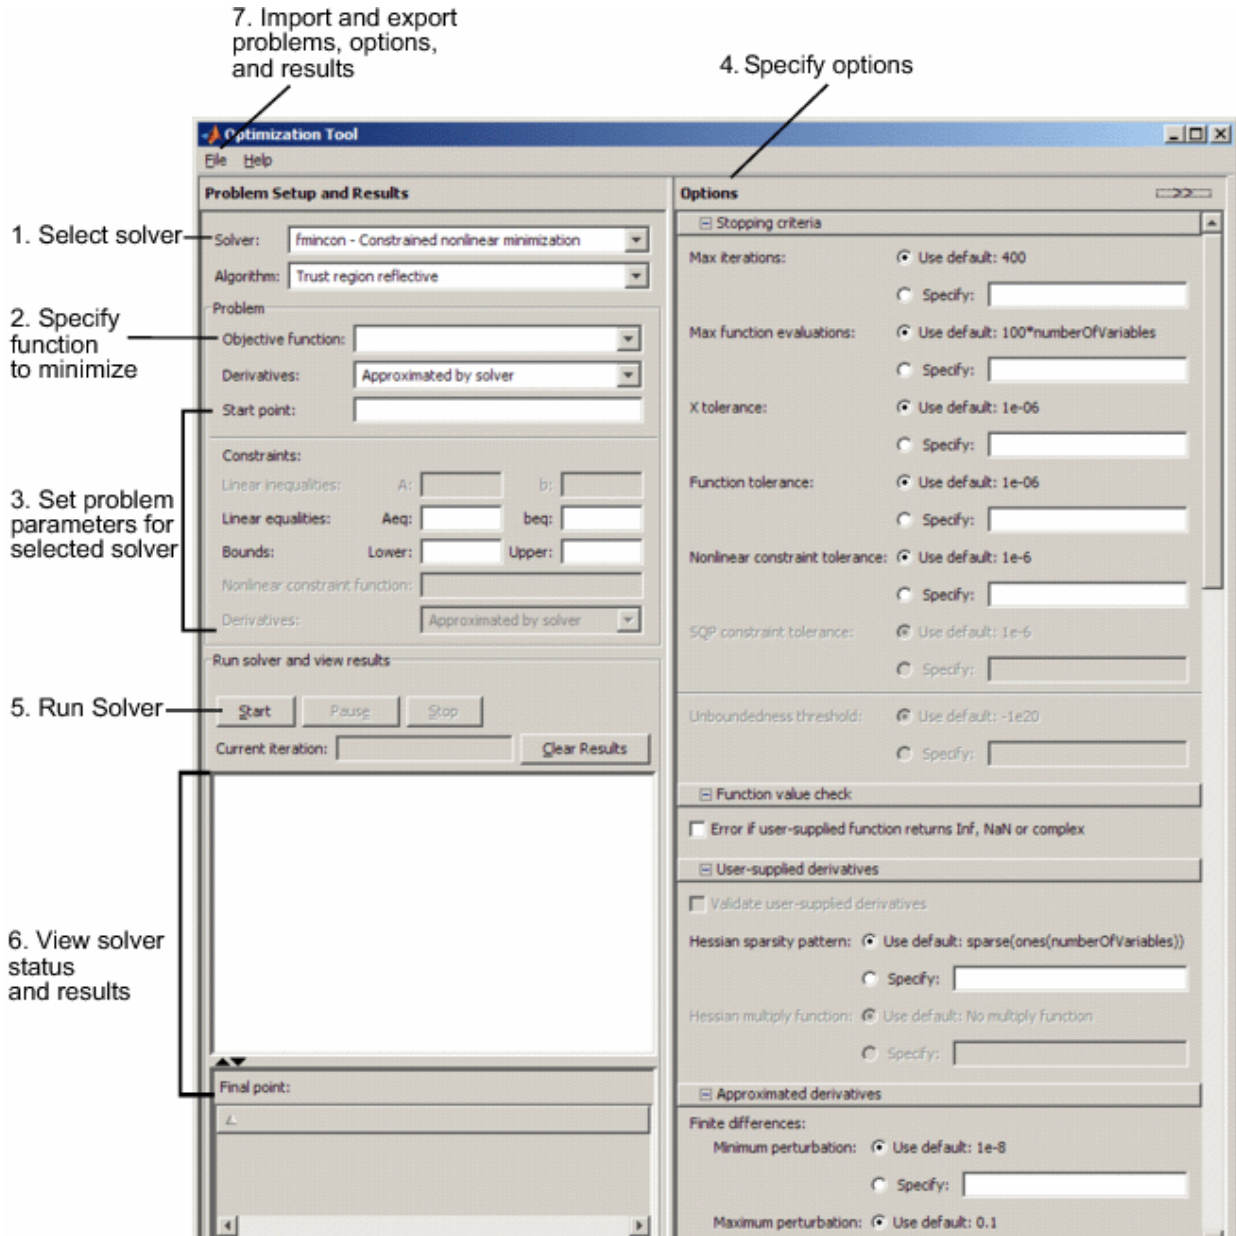 7. Import and export
problems, options,
and results
4. Specify options
Optimization Tool
File Help
Problem Setup and Results
1. Select solver
Solver: fmincon - Constrained nonlinear minimization
Algorithm: Trust region reflective
Problem
2. Specify
function
to minimize
Objective function:
Derivatives: Approximated by solver
Start point:
3. Set problem
parameters for
selected solver
Constraints:
Linear inequalities: A: b:
Linear equalities: Aeq: beq:
Bounds: Lower: Upper:
Nonlinear constraint function:
Derivatives: Approximated by solver
Run solver and view results
5. Run Solver
Start Pause Stop
Current iteration: Clear Results
6. View solver
status
and results
Final point:
Options >>
Stopping criteria
Max iterations: Use default: 400
Specify:
Max function evaluations: Use default: 100*numberOfVariables
Specify:
X tolerance: Use default: 1e-06
Specify:
Function tolerance: Use default: 1e-06
Specify:
Nonlinear constraint tolerance: Use default: 1e-6
Specify:
SQP constraint tolerance: Use default: 1e-6
Specify:
Unboundedness threshold: Use default: -1e20
Specify:
Function value check
Error if user-supplied function returns Inf, NaN or complex
User-supplied derivatives
Validate user-supplied derivatives
Hessian sparsity pattern: Use default: sparse(ones(numberOfVariables))
Specify:
Hessian multiply function: Use default: No multiply function
Specify:
Approximated derivatives
Finite differences:
Minimum perturbation: Use default: 1e-8
Specify:
Maximum perturbation: Use default: 0.1